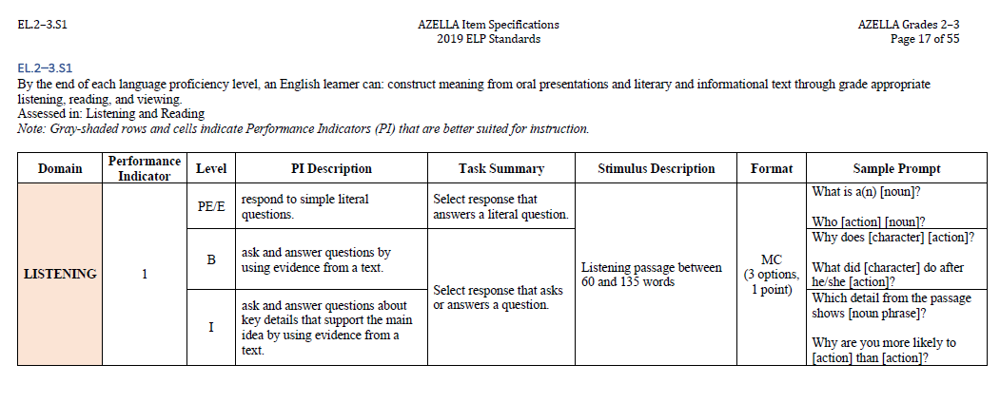 EL.2–3.S1
AZELLA Item Specifications
2019 ELP Standards
AZELLA Grades 2–3
Page 17 of 55
EL.2–3.S1
By the end of each language proficiency level, an English learner can: construct meaning from oral presentations and literary and informational text through grade appropriate
listening, reading, and viewing.
Assessed in: Listening and Reading
Note: Gray-shaded rows and cells indicate Performance Indicators (PI) that are better suited for instruction.
Domain
Performance
Indicator
Level
PI Description
Task Summary
Stimulus Description
Format
Sample Prompt
LISTENING
1
PE/E
respond to simple literal
questions.
Select response that
answers a literal question.
Listening passage between
60 and 135 words
MC
(3 options,
1 point)
What is a(n) [noun]?
Who [action] [noun]?
B
ask and answer questions by
using evidence from a text.
Select response that asks
or answers a question.
Why does [character] [action]?
What did [character] do after
he/she [action]?
I
ask and answer questions about
key details that support the main
idea by using evidence from a
text.
Which detail from the passage
shows [noun phrase]?
Why are you more likely to
[action] than [action]?